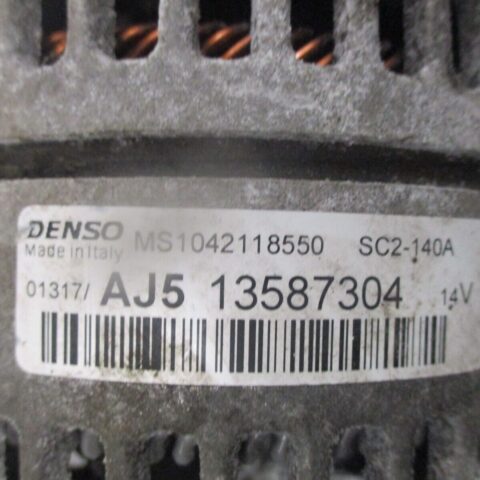 DENSO MS1042118550 SC2-140A
Made in Italy
01317/ AJ5 13587304 14V